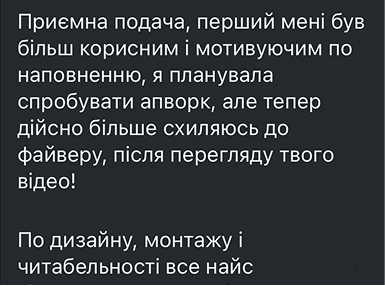 Приємна подача, перший мені був
більш корисним і мотивуючим по
наповненню, я планувала
спробувати апворк, але тепер
дійсно більше схиляюсь до
файверу, після перегляду твого
відео!
По дизайну, монтажу і
читабельності все найс